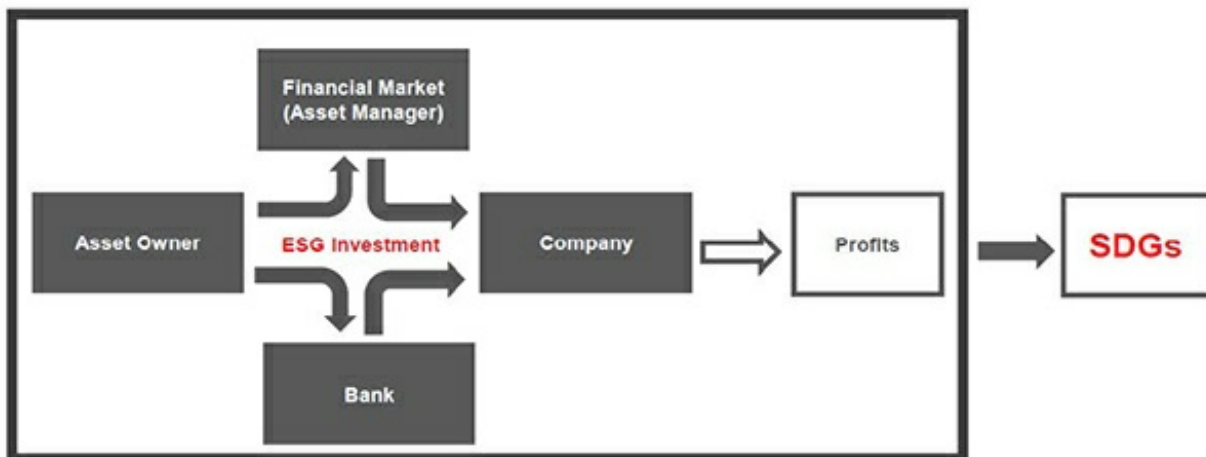 Financial Market
(Asset Manager)
Asset Owner
ESG Investment
Company
Profits
SDGs
Bank